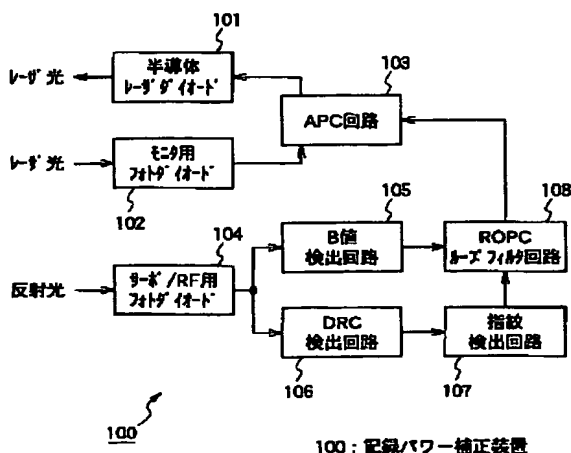 101
半導体
ﾚｰｻﾞﾀﾞｲｵｰﾄﾞ
ﾚｰｻﾞ光
103
APC回路
ﾚｰｻﾞ光
ﾓﾆﾀ用
ﾌｫﾄﾀﾞｲｵｰﾄﾞ
102
105
108
104
B値
検出回路
ROPC
ﾙｰｽﾞﾌｨﾙﾀ回路
反射光
ｻｰﾎﾞ/RF用
ﾌｫﾄﾀﾞｲｵｰﾄﾞ
DRC
検出回路
指紋
検出回路
106
107
100
100：記録パワー補正装置